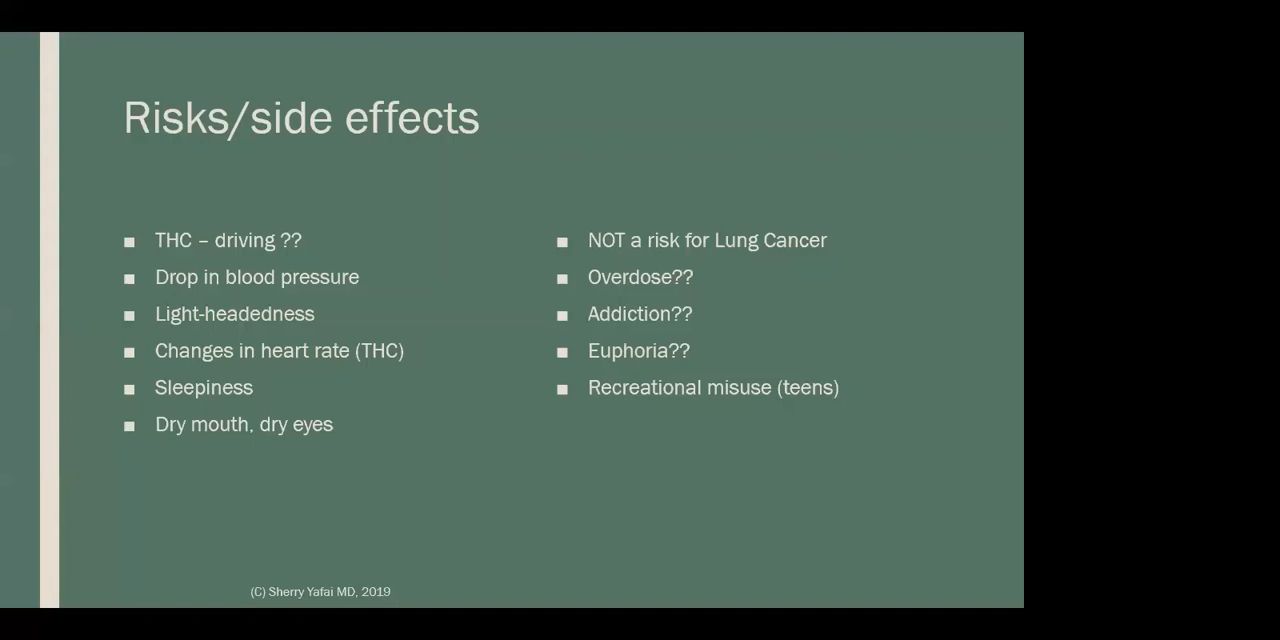 Risks/side effects
■ THC – driving ??
■ Drop in blood pressure
■ Light-headedness
■ Changes in heart rate (THC)
■ Sleepiness
■ Dry mouth, dry eyes
■ NOT a risk for Lung Cancer
■ Overdose??
■ Addiction??
■ Euphoria??
■ Recreational misuse (teens)
(C) Sherry Yafai MD, 2019